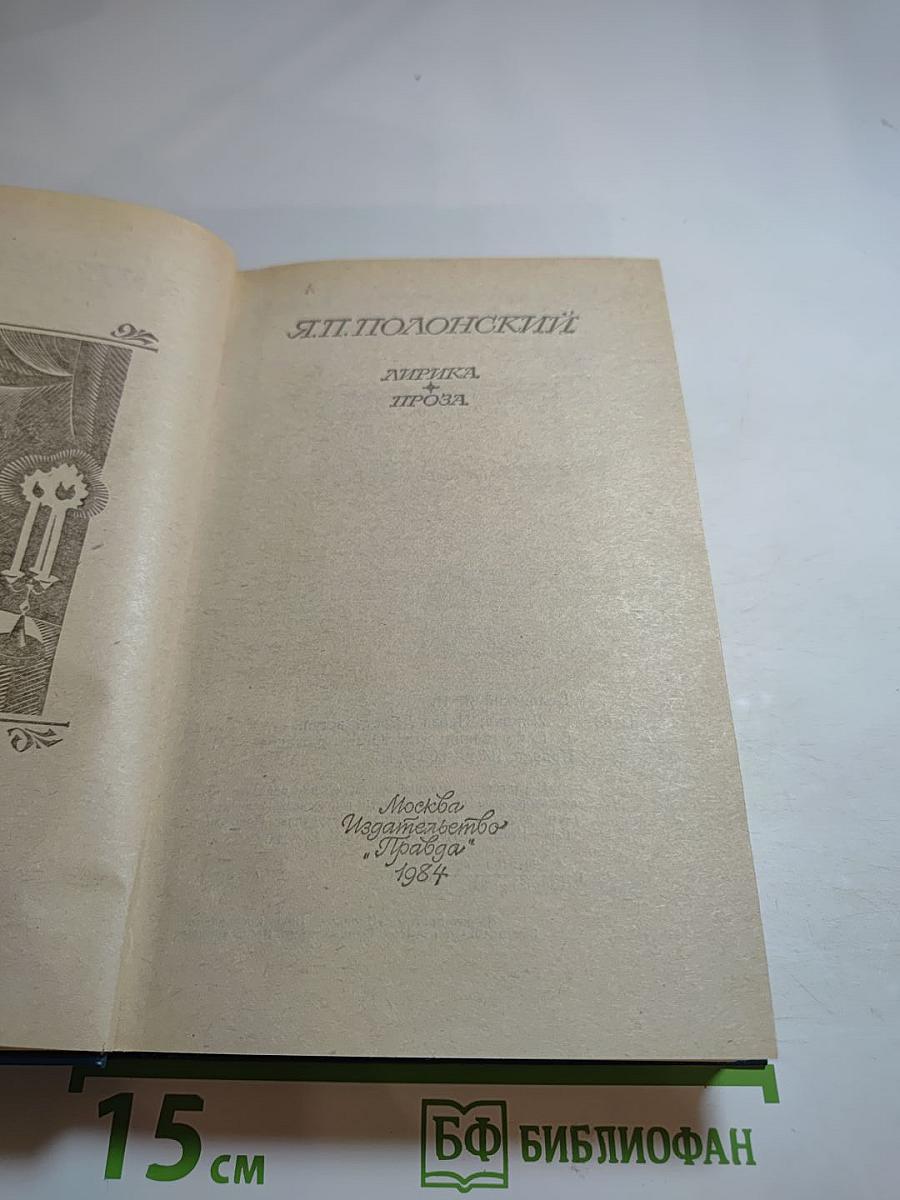 Я.П.ПОЛОНСКИЙ
ЛИРИКА
ПРОЗА
Москва
Издательство
„Правда“
1984
15 см
БФ БИБЛИОФАН